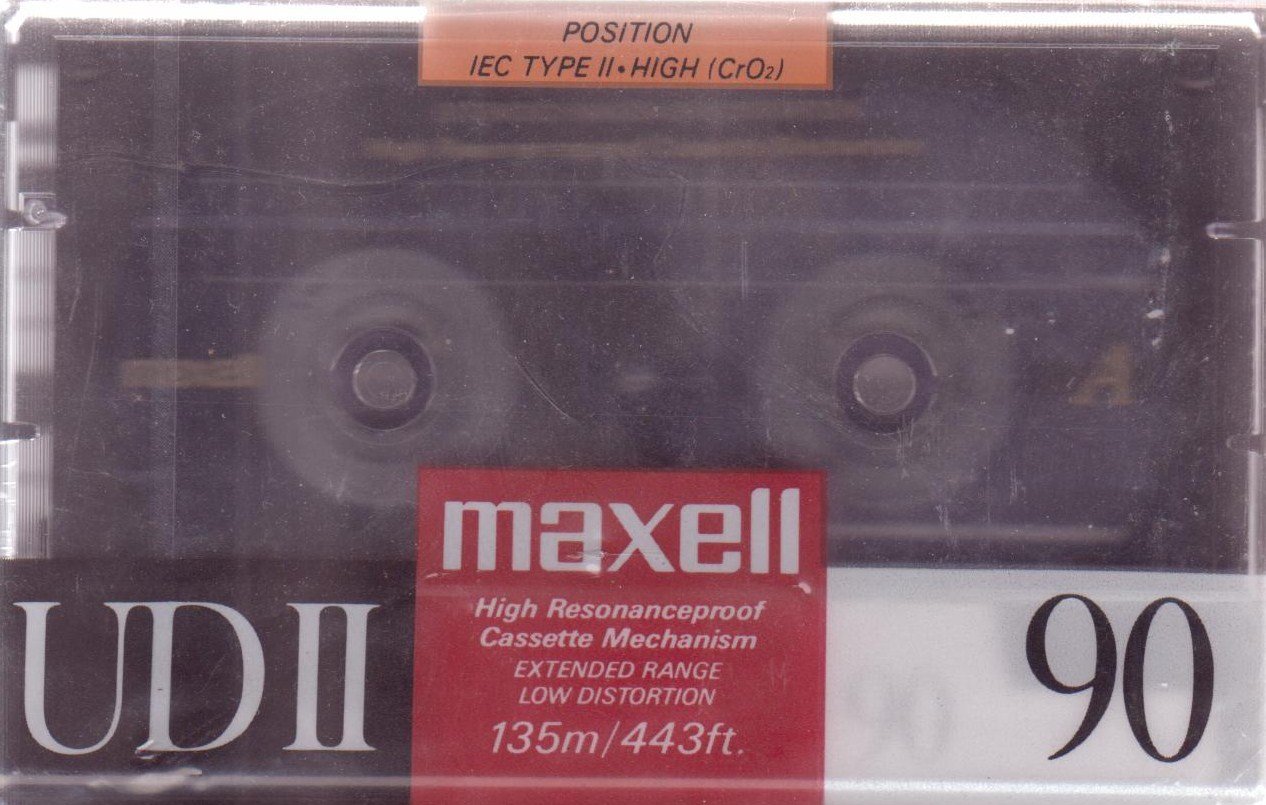 POSITION
IEC TYPE II • HIGH (CrO₂)
A
maxell
High Resonanceproof
Cassette Mechanism
EXTENDED RANGE
LOW DISTORTION
135m/443ft.
UD II
90